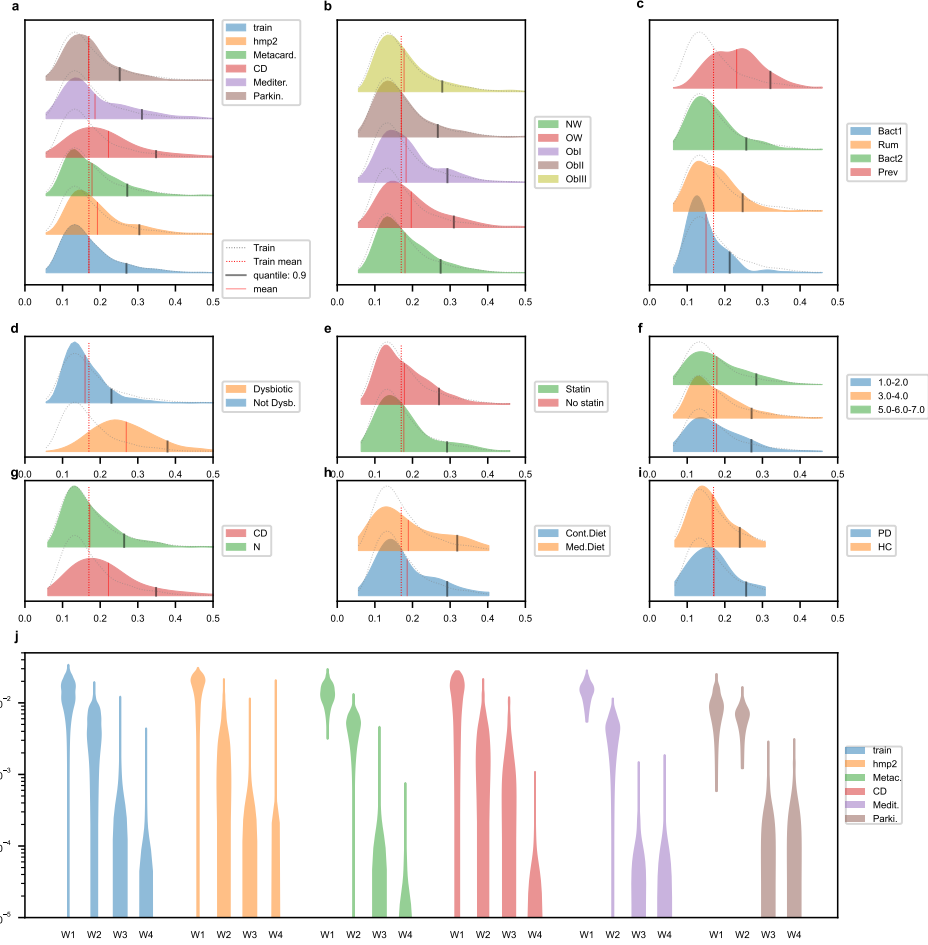 a
train
hmp2
Metacard.
CD
Mediter.
Parkin.
Train
Train mean
quantile: 0.9
mean
0.0 0.1 0.2 0.3 0.4 0.5
b
NW
OW
ObI
ObII
ObIII
0.0 0.1 0.2 0.3 0.4 0.5
c
Bact1
Rum
Bact2
Prev
0.0 0.1 0.2 0.3 0.4 0.5
d
Dysbiotic
Not Dysb.
0.0 0.1 0.2 0.3 0.4 0.5
e
Statin
No statin
0.0 0.1 0.2 0.3 0.4 0.5
f
1.0-2.0
3.0-4.0
5.0-6.0-7.0
0.0 0.1 0.2 0.3 0.4 0.5
g
CD
N
0.0 0.1 0.2 0.3 0.4 0.5
h
Cont.Diet
Med.Diet
0.0 0.1 0.2 0.3 0.4 0.5
i
PD
HC
0.0 0.1 0.2 0.3 0.4 0.5
j
0⁻²
0⁻³
0⁻⁴
0⁻⁵
train
hmp2
Metac.
CD
Medit.
Parki.
W1 W2 W3 W4 W1 W2 W3 W4 W1 W2 W3 W4 W1 W2 W3 W4 W1 W2 W3 W4 W1 W2 W3 W4